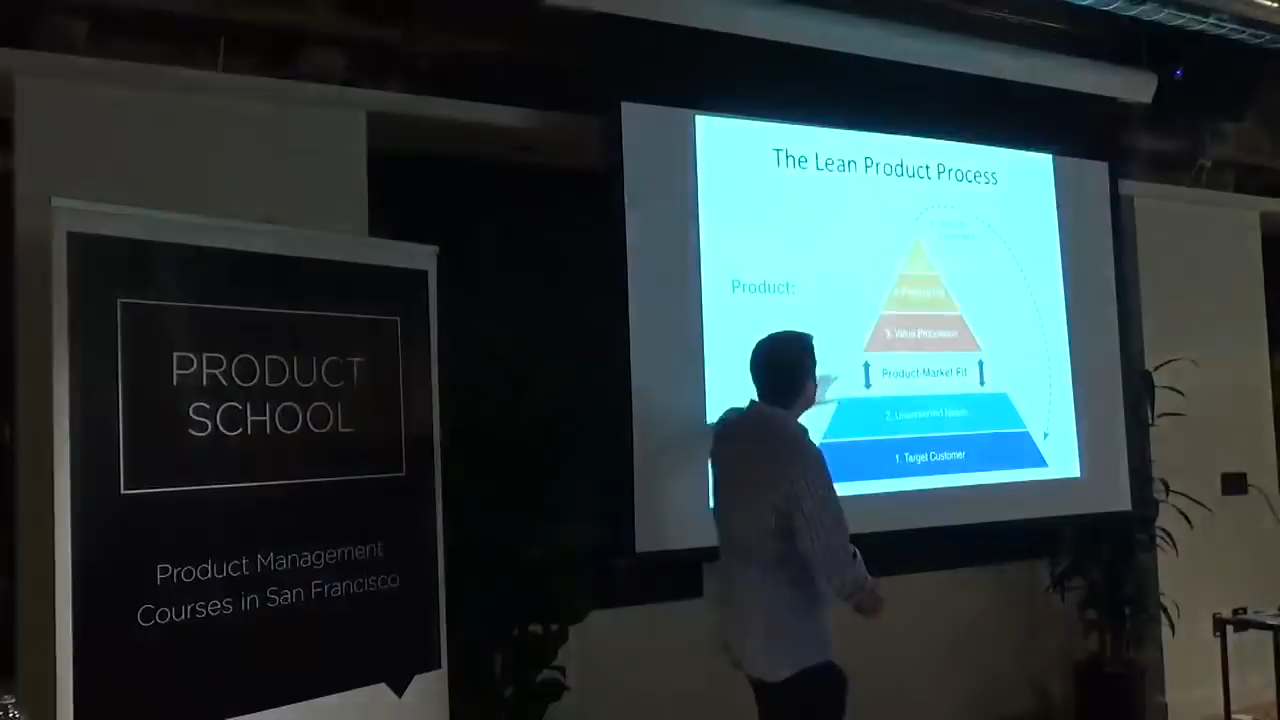 PRODUCT
SCHOOL
Product Management
Courses in San Francisco
The Lean Product Process
Product:
3. Value Proposition
Product-Market Fit
2. Underserved Needs
1. Target Customer